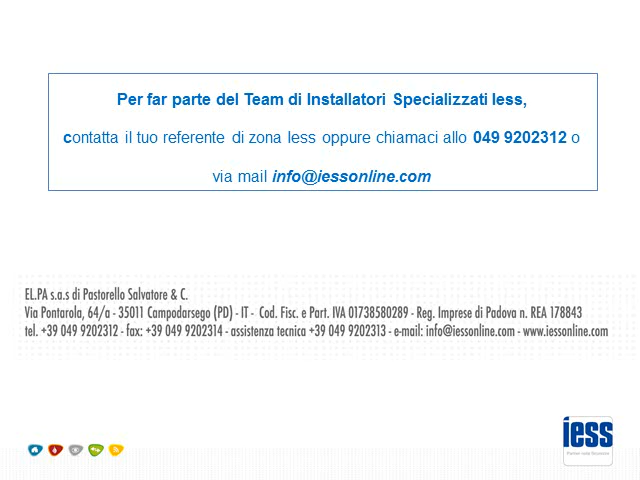 Per far parte del Team di Installatori Specializzati Iess,
contatta il tuo referente di zona Iess oppure chiamaci allo 049 9202312 o
via mail info@iessonline.com
EL.PA s.a.s di Pastorello Salvatore & C.
Via Pontarola, 64/a - 35011 Campodarsego (PD) - IT - Cod. Fisc. e Part. IVA 01738580289 - Reg. Imprese di Padova n. REA 178843
tel. +39 049 9202312 - fax: +39 049 9202314 - assistenza tecnica +39 049 9202313 - e-mail: info@iessonline.com - www.iessonline.com
iess